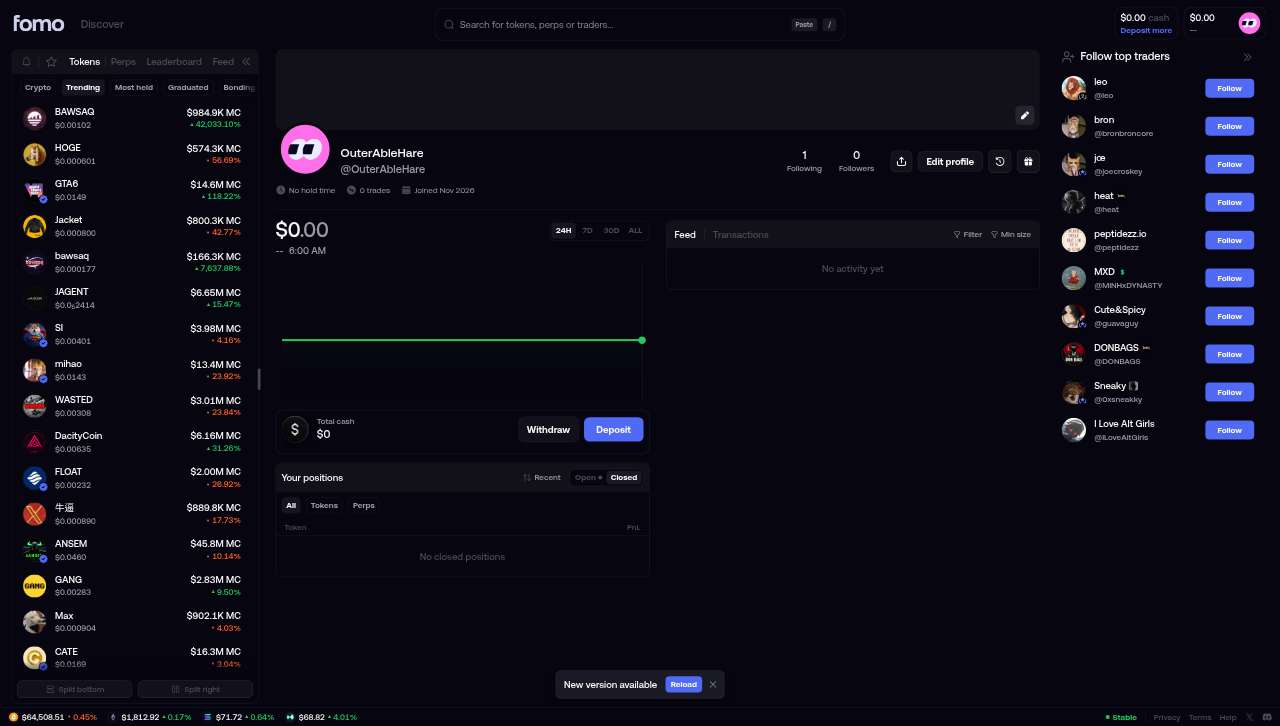 fomo Discover
Search for tokens, perps or traders... Paste /
$0.00 cash
Deposit more
$0.00
--
Tokens Perps Leaderboard Feed
Crypto Trending Most held Graduated Bonding
BAWSAQ $984.9K MC
$0.00102 42,033.10%
HOGE $574.3K MC
$0.000601 56.69%
GTA6 $14.6M MC
$0.0149 118.22%
Jacket $800.3K MC
$0.000800 42.77%
bawsaq $166.3K MC
$0.000177 7,637.88%
JAGENT $6.65M MC
$0.0₅2414 15.47%
SI $3.98M MC
$0.00401 4.16%
mihao $13.4M MC
$0.0143 23.92%
WASTED $3.01M MC
$0.00308 23.84%
DacityCoin $6.16M MC
$0.00635 31.26%
FLOAT $2.00M MC
$0.00232 26.92%
牛逼 $889.8K MC
$0.000890 17.73%
ANSEM $45.8M MC
$0.0460 10.14%
GANG $2.83M MC
$0.00283 9.50%
Max $902.1K MC
$0.000904 4.03%
CATE $16.3M MC
$0.0169 3.04%
Split bottom Split right
OuterAbleHare
@OuterAbleHare
1 Following
0 Followers
Edit profile
No hold time 0 trades Joined Nov 2026
$0.00
24H 7D 30D ALL
-- 6:00 AM
Total cash
$0
Withdraw Deposit
Your positions Recent Open Closed
All Tokens Perps
Token PnL
No closed positions
Feed Transactions Filter Min size
No activity yet
Follow top traders
leo
@leo
Follow
bron
@bronbroncore
Follow
joe
@joecroskey
Follow
heat
@heat
Follow
peptidezz.io
@peptidezz
Follow
MXD $
@MINHxDYNASTY
Follow
Cute&Spicy
@guavaguy
Follow
DONBAGS
@DONBAGS
Follow
Sneaky
@0xsneakky
Follow
I Love Alt Girls
@ILoveAltGirls
Follow
New version available Reload
$64,508.51 0.45% $1,812.92 0.17% $71.72 0.64% $68.82 4.01%
Stable Privacy Terms Help